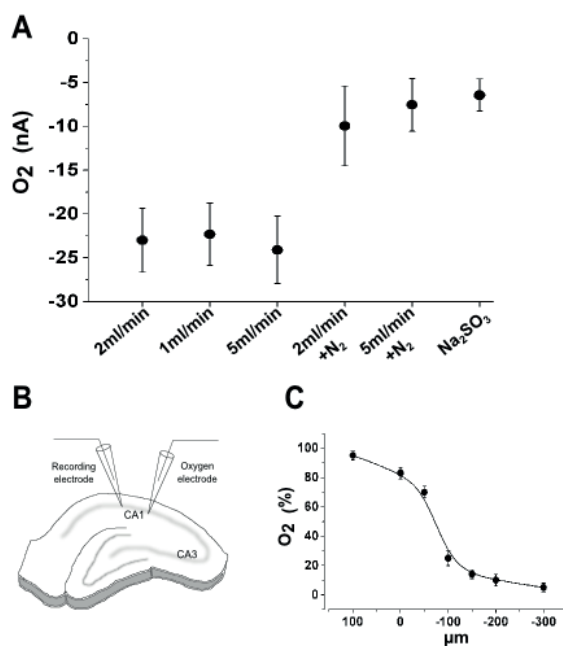 A
0
-5
-10
-15
-20
-25
-30
O2 (nA)
2ml/min
1ml/min
5ml/min
2ml/min +N2
5ml/min +N2
Na2SO3
B
Recording electrode
Oxygen electrode
CA1
CA3
C
100
80
60
40
20
0
O2 (%)
100 0 -100 -200 -300
µm